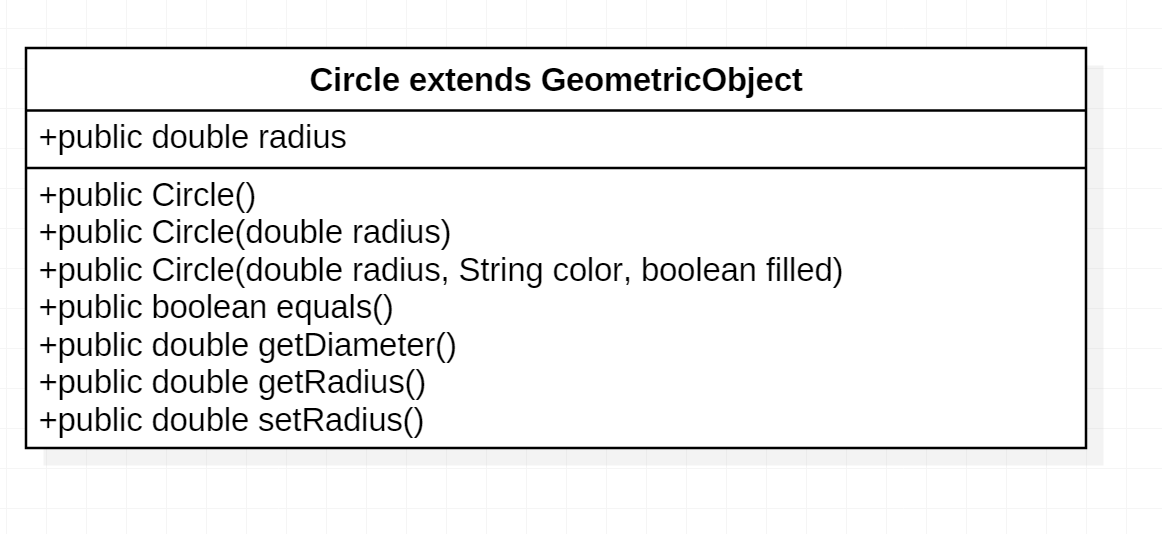 Circle extends GeometricObject
+public double radius
+public Circle()
+public Circle(double radius)
+public Circle(double radius, String color, boolean filled)
+public boolean equals()
+public double getDiameter()
+public double getRadius()
+public double setRadius()